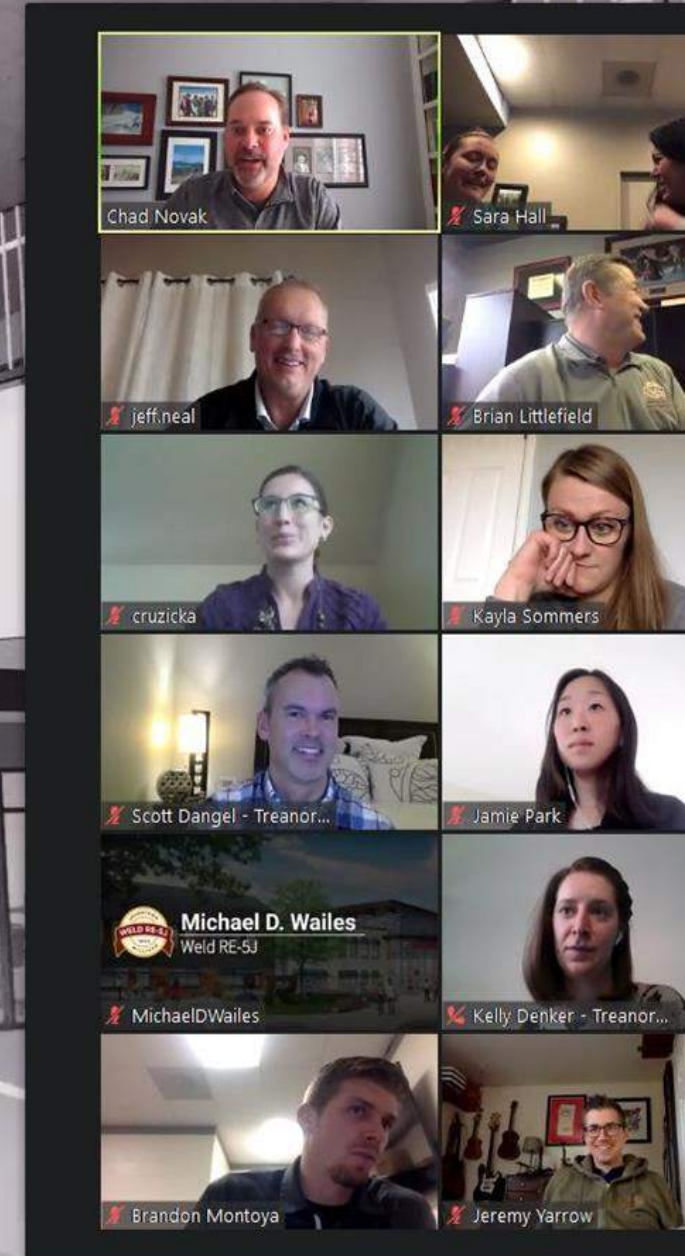 Chad Novak
Sara Hall
jeff.neal
Brian Littlefield
cruzicka
Kayla Sommers
Scott Dangel - Treanor...
Jamie Park
WELD RE-5J
Michael D. Wailes
Weld RE-5J
MichaelDWailes
Kelly Denker - Treanor...
Brandon Montoya
Jeremy Yarrow